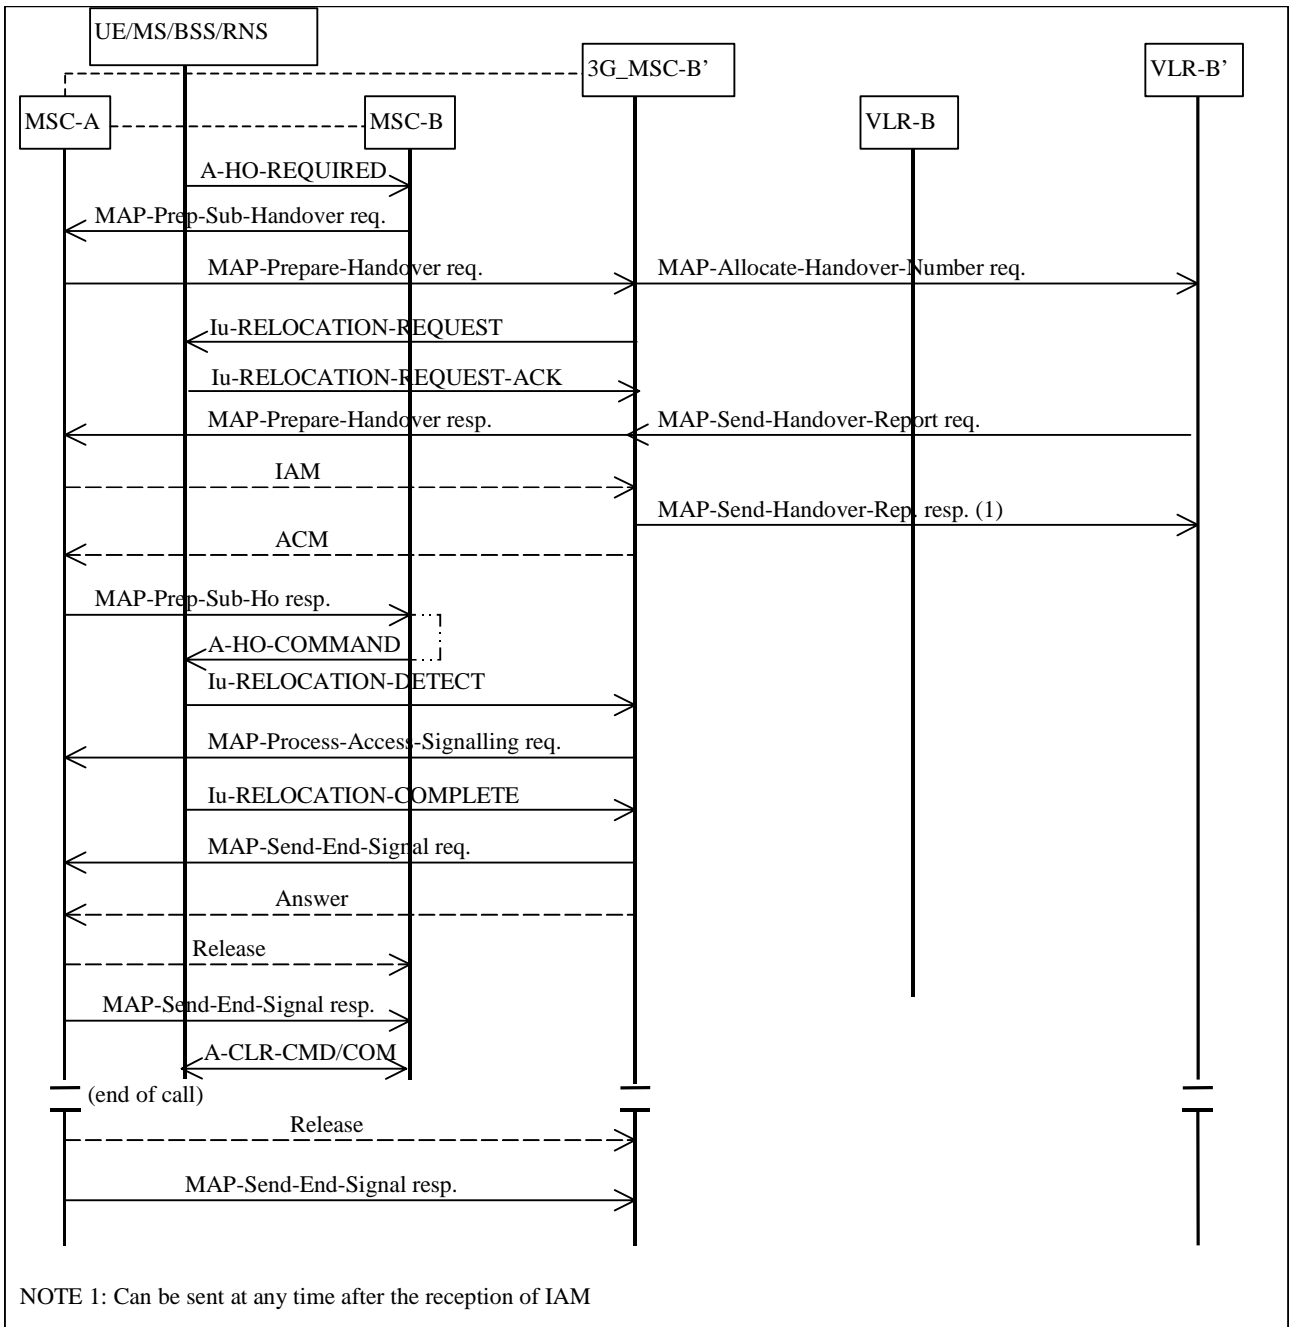 UE/MS/BSS/RNS
3G_MSC-B’
VLR-B’
MSC-A
MSC-B
VLR-B
A-HO-REQUIRED
MAP-Prep-Sub-Handover req.
MAP-Prepare-Handover req.
MAP-Allocate-Handover-Number req.
Iu-RELOCATION-REQUEST
Iu-RELOCATION-REQUEST-ACK
MAP-Prepare-Handover resp.
MAP-Send-Handover-Report req.
IAM
MAP-Send-Handover-Rep. resp. (1)
ACM
MAP-Prep-Sub-Ho resp.
A-HO-COMMAND
Iu-RELOCATION-DETECT
MAP-Process-Access-Signalling req.
Iu-RELOCATION-COMPLETE
MAP-Send-End-Signal req.
Answer
Release
MAP-Send-End-Signal resp.
A-CLR-CMD/COM
(end of call)
Release
MAP-Send-End-Signal resp.
NOTE 1: Can be sent at any time after the reception of IAM